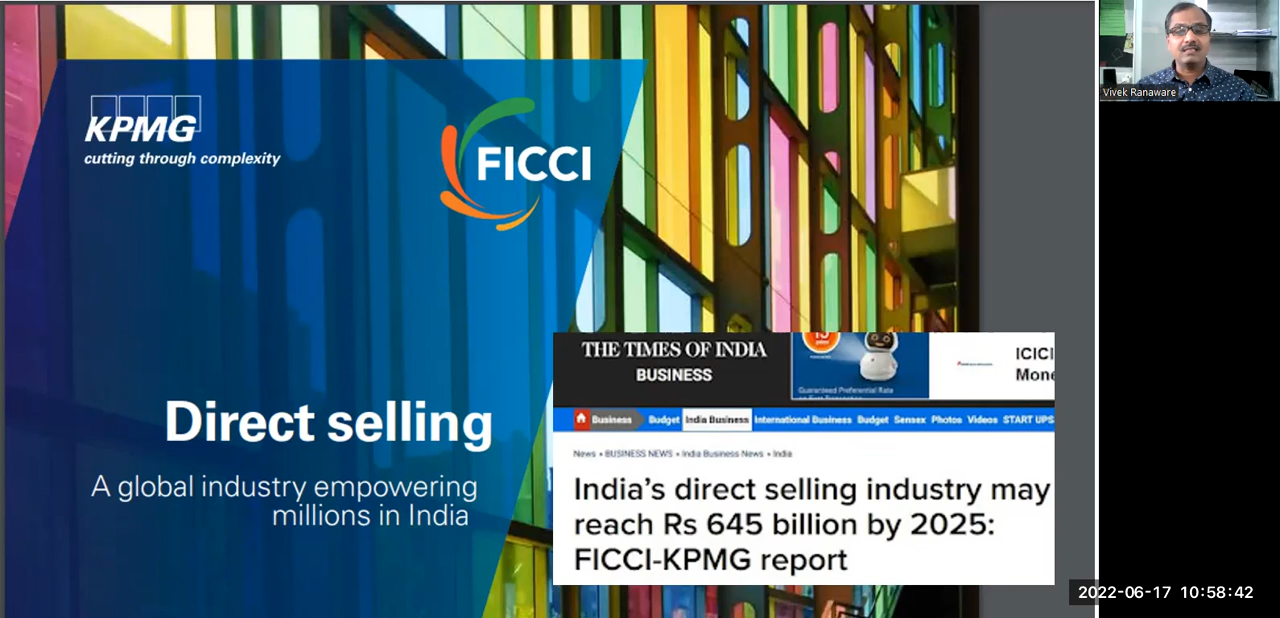 KPMG
cutting through complexity
FICCI
Direct selling
A global industry empowering
millions in India
THE TIMES OF INDIA
BUSINESS
15
Guaranteed Preferential Rate
ICICI
Mone
Business Budget India Business International Business Budget Sensex Photos Videos START UPS
News • BUSINESS NEWS • India Business News • India
India's direct selling industry may
reach Rs 645 billion by 2025:
FICCI-KPMG report
Vivek Ranaware
2022-06-17 10:58:42